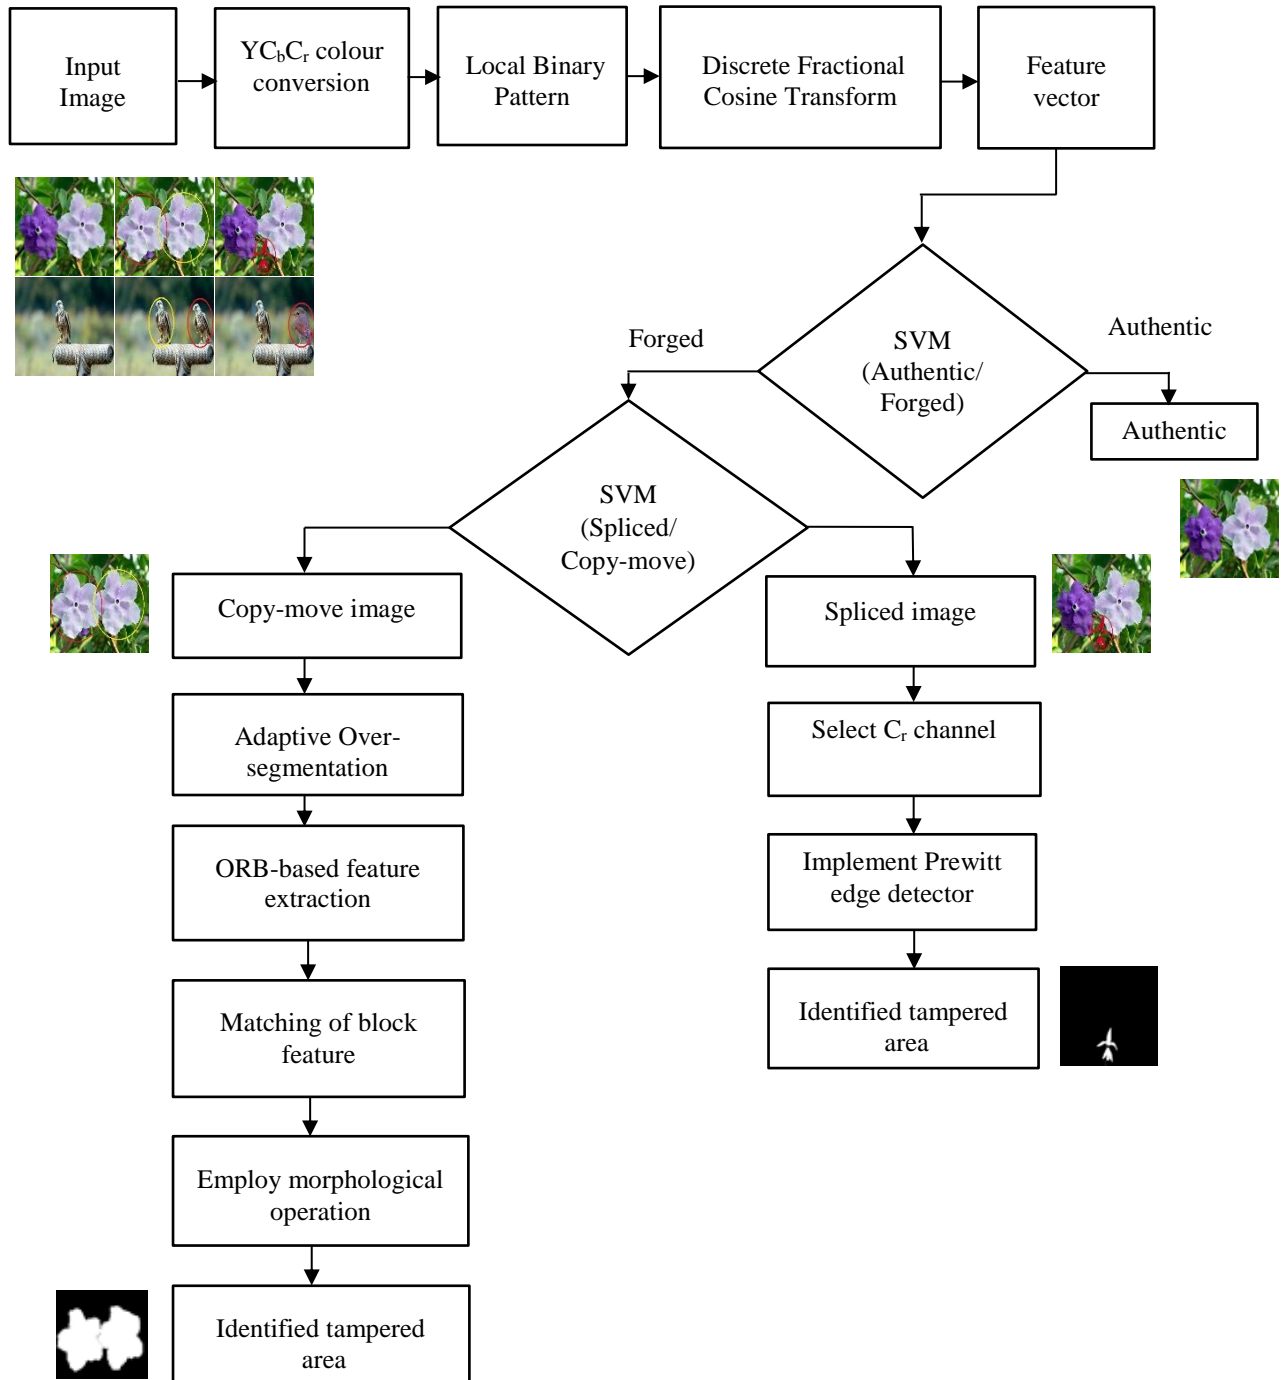 Input
Image
YCbCr colour
conversion
Local Binary
Pattern
Discrete Fractional
Cosine Transform
Feature
vector
Forged
SVM
(Authentic/
Forged)
Authentic
Authentic
SVM
(Spliced/
Copy-move)
Copy-move image
Spliced image
Adaptive Over-
segmentation
Select Cr channel
ORB-based feature
extraction
Implement Prewitt
edge detector
Matching of block
feature
Identified tampered
area
Employ morphological
operation
Identified tampered
area